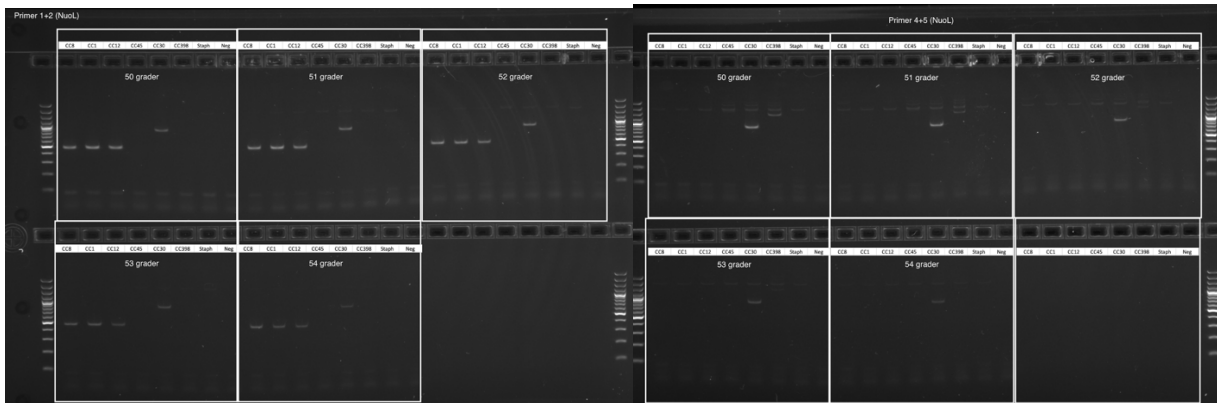 Primer 1+2 (NuoL)
CC8 CC1 CC12 CC45 CC30 CC398 Staph Neg CC8 CC1 CC12 CC45 CC30 CC398 Staph Neg CC8 CC1 CC12 CC45 CC30 CC398 Staph Neg
50 grader 51 grader 52 grader
CC8 CC1 CC12 CC45 CC30 CC398 Staph Neg CC8 CC1 CC12 CC45 CC30 CC398 Staph Neg
53 grader 54 grader
Primer 4+5 (NuoL)
CC8 CC1 CC12 CC45 CC30 CC398 Staph Neg CC8 CC1 CC12 CC45 CC30 CC398 Staph Neg CC8 CC1 CC12 CC45 CC30 CC398 Staph Neg
50 grader 51 grader 52 grader
CC8 CC1 CC12 CC45 CC30 CC398 Staph Neg CC8 CC1 CC12 CC45 CC30 CC398 Staph Neg CC8 CC1 CC12 CC45 CC30 CC398 Staph Neg
53 grader 54 grader